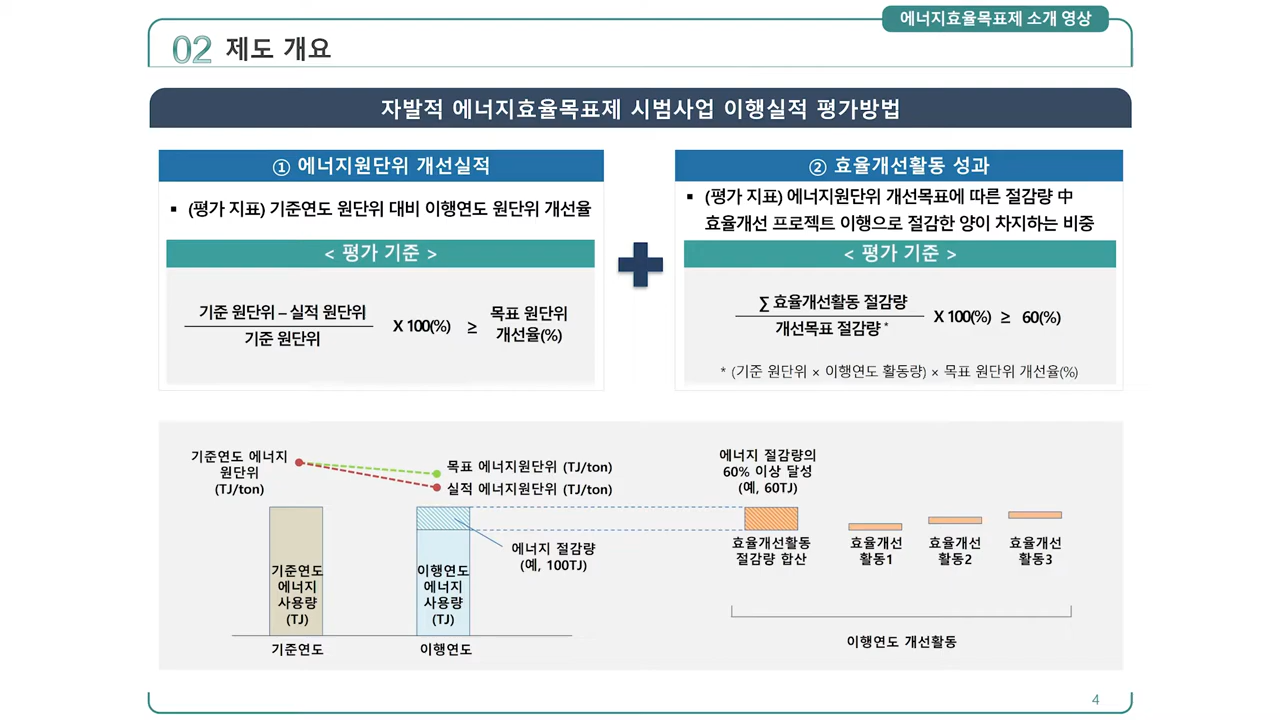 에너지효율목표제 소개 영상
02 제도 개요
자발적 에너지효율목표제 시범사업 이행실적 평가방법
① 에너지원단위 개선실적
▪ (평가 지표) 기준연도 원단위 대비 이행연도 원단위 개선율
< 평가 기준 >
기준 원단위 – 실적 원단위
기준 원단위
X 100(%) ≥
목표 원단위
개선율(%)
② 효율개선활동 성과
▪ (평가 지표) 에너지원단위 개선목표에 따른 절감량 中
효율개선 프로젝트 이행으로 절감한 양이 차지하는 비중
< 평가 기준 >
∑ 효율개선활동 절감량
개선목표 절감량 *
X 100(%) ≥ 60(%)
* (기준 원단위 × 이행연도 활동량) × 목표 원단위 개선율(%)
기준연도 에너지
원단위
(TJ/ton)
목표 에너지원단위 (TJ/ton)
실적 에너지원단위 (TJ/ton)
기준연도
에너지
사용량
(TJ)
이행연도
에너지
사용량
(TJ)
에너지 절감량
(예, 100TJ)
기준연도
이행연도
에너지 절감량의
60% 이상 달성
(예, 60TJ)
효율개선활동
절감량 합산
효율개선
활동1
효율개선
활동2
효율개선
활동3
이행연도 개선활동
4